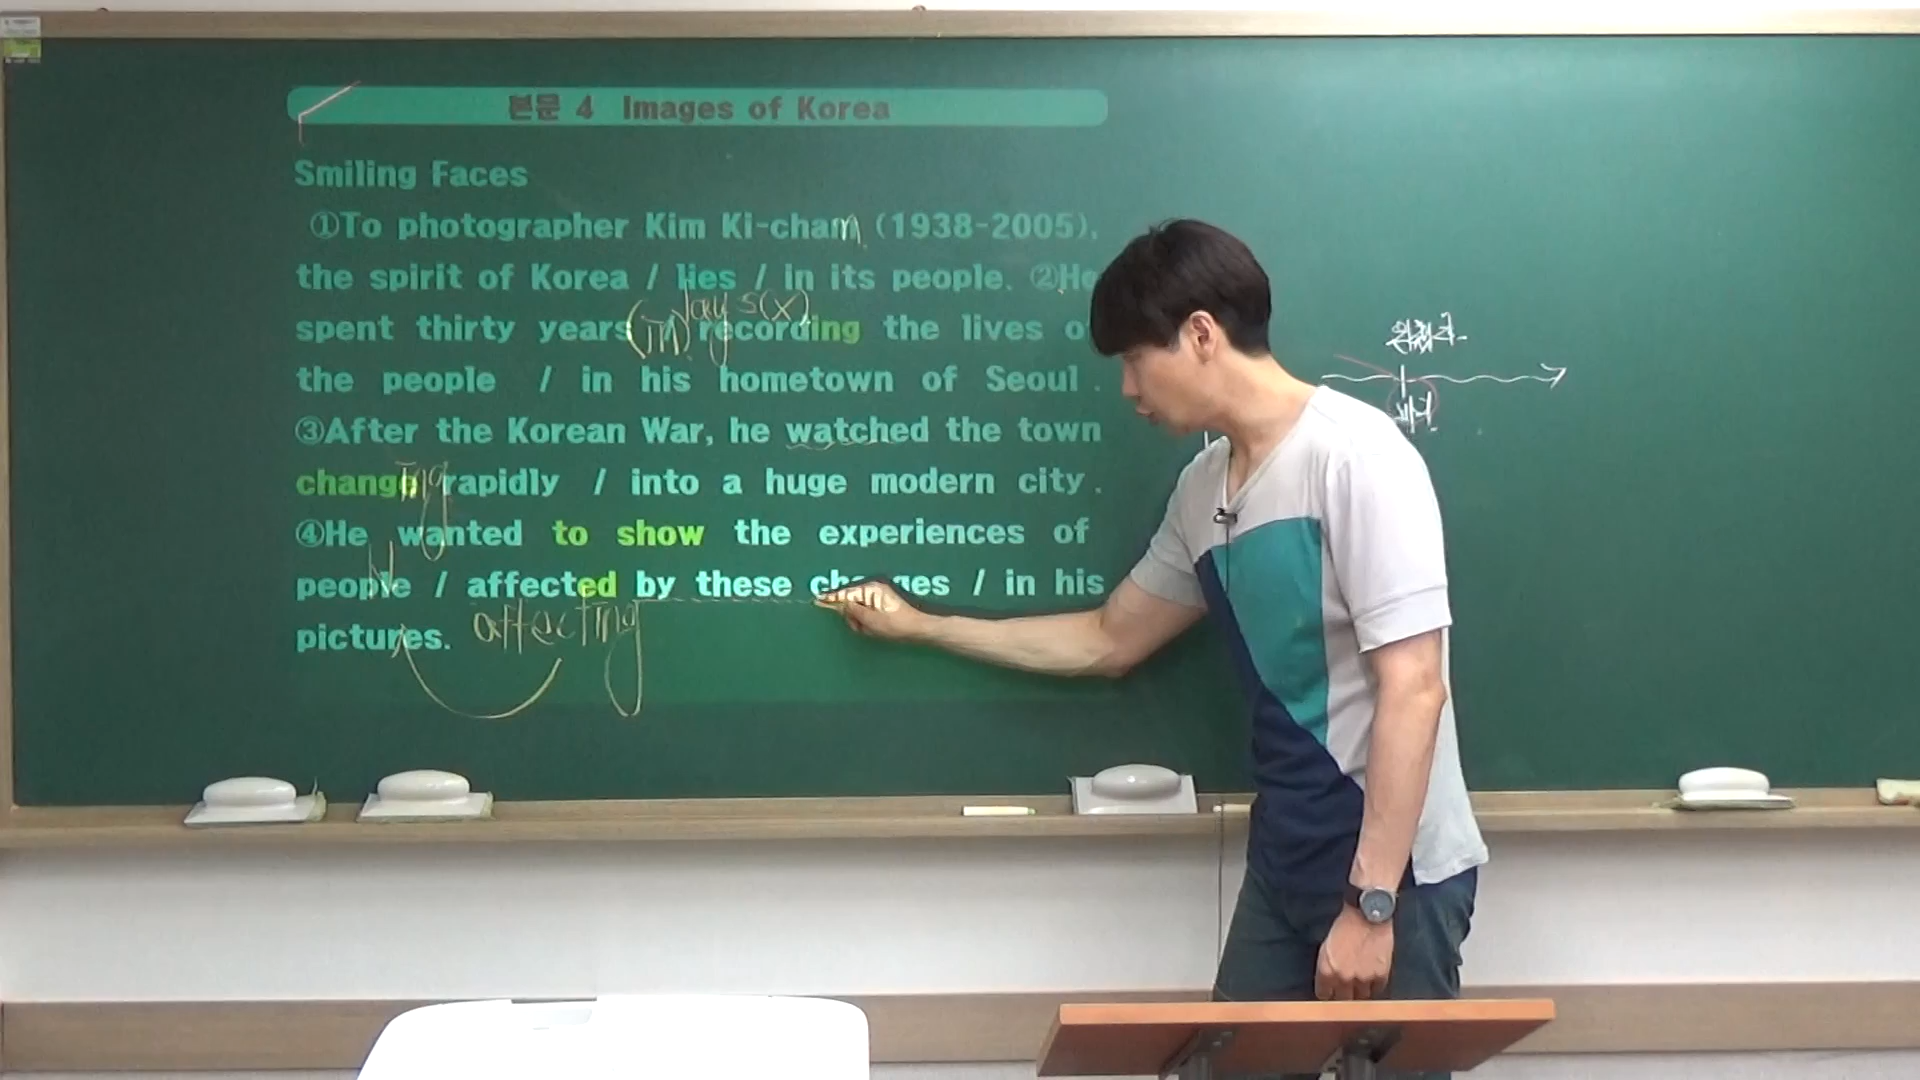 본문 4 Images of Korea
Smiling Faces
①To photographer Kim Ki-chan (1938-2005),
the spirit of Korea / lies / in its people. ②He
lays(x)
spent thirty years (in) recording the lives of
the people / in his hometown of Seoul.
③After the Korean War, he watched the town
change rapidly / into a huge modern city.
ing
④He wanted to show the experiences of
people / affected by these changes / in his
pictures. affecting